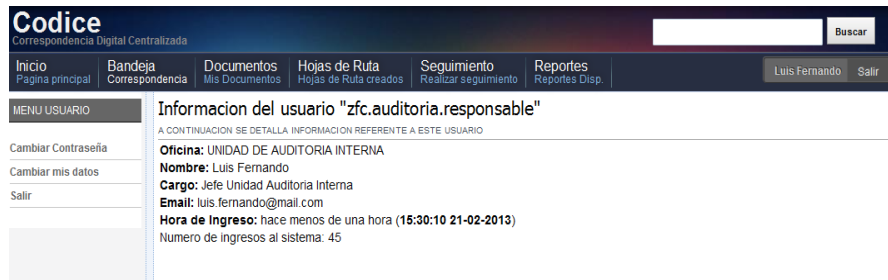 Codice
Correspondencia Digital Centralizada
Buscar
Inicio
Pagina principal
Bandeja
Correspondencia
Documentos
Mis Documentos
Hojas de Ruta
Hojas de Ruta creados
Seguimiento
Realizar seguimiento
Reportes
Reportes Disp.
Luis Fernando Salir
MENU USUARIO
Cambiar Contraseña
Cambiar mis datos
Salir
Informacion del usuario "zfc.auditoria.responsable"
A CONTINUACION SE DETALLA INFORMACION REFERENTE A ESTE USUARIO
Oficina: UNIDAD DE AUDITORIA INTERNA
Nombre: Luis Fernando
Cargo: Jefe Unidad Auditoria Interna
Email: luis.fernando@mail.com
Hora de Ingreso: hace menos de una hora (15:30:10 21-02-2013)
Numero de ingresos al sistema: 45